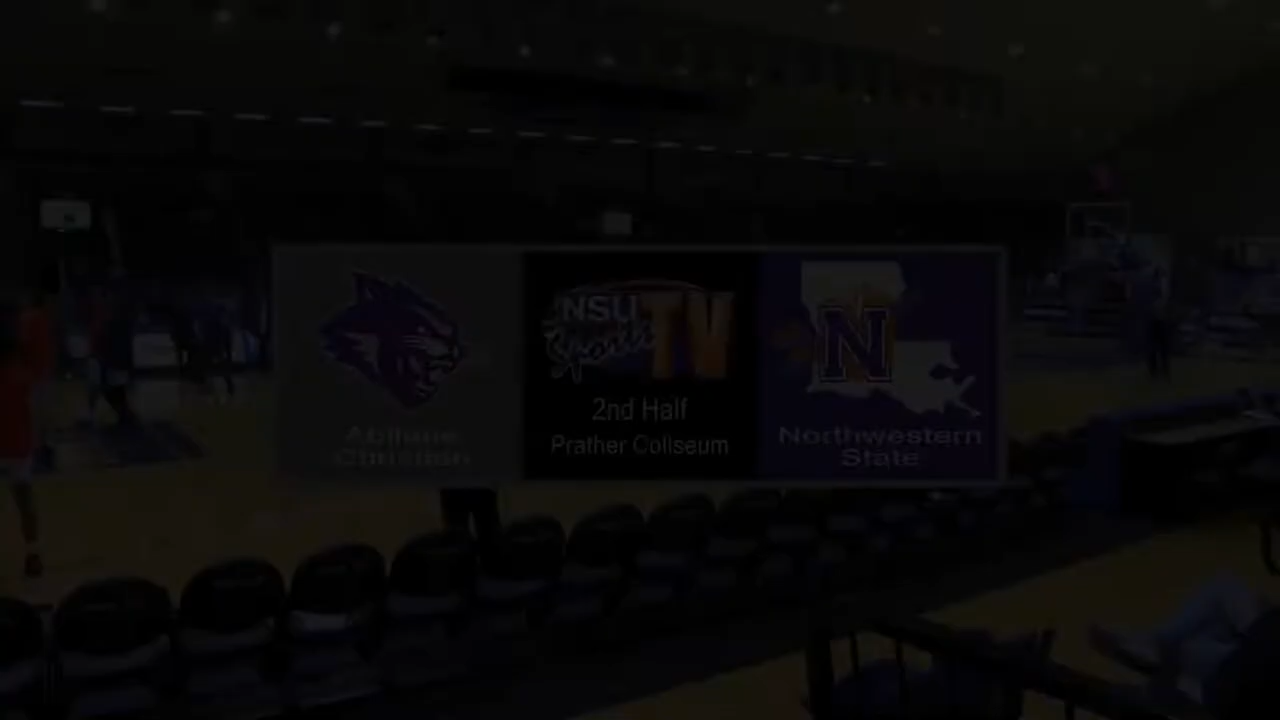 Abilene
Christian
NSU
Sports TV
2nd Half
Prather Coliseum
N
Northwestern
State